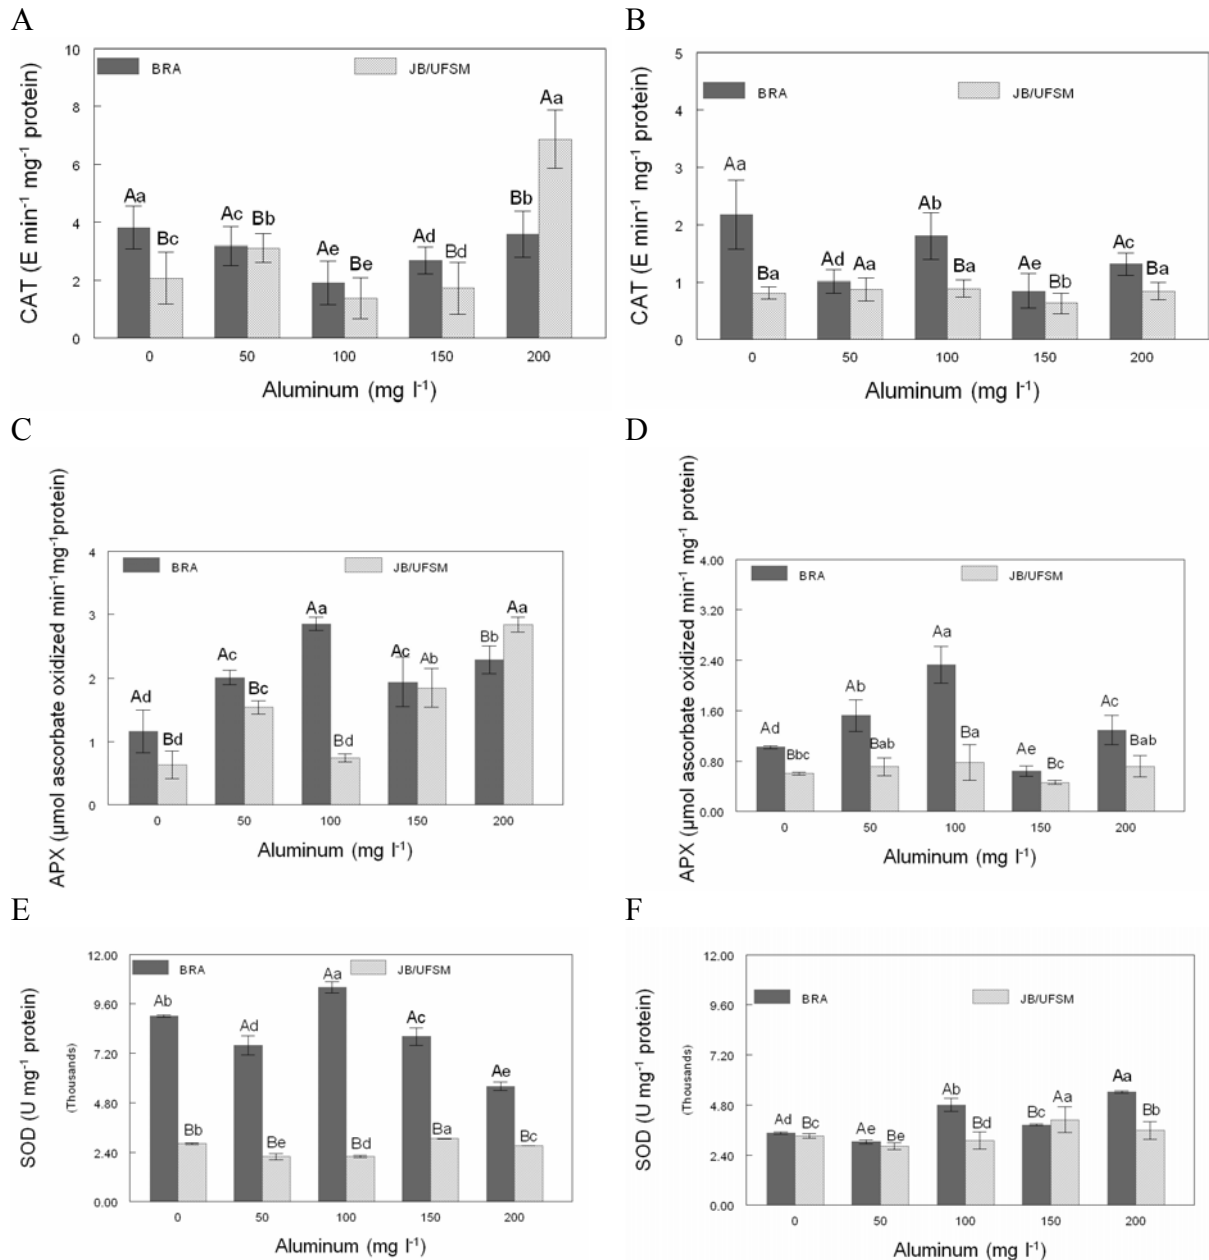 A
CAT (E min⁻¹ mg⁻¹ protein)
10
8
6
4
2
0
BRA
JB/UFSM
Aa
Bc
Ac
Bb
Ae
Be
Ad
Bd
Bb
Aa
0 50 100 150 200
Aluminum (mg l⁻¹)
B
CAT (E min⁻¹ mg⁻¹ protein)
5
4
3
2
1
0
BRA
JB/UFSM
Aa
Ba
Ad
Aa
Ab
Ba
Ae
Bb
Ac
Ba
0 50 100 150 200
Aluminum (mg l⁻¹)
C
APX (µmol ascorbate oxidized min⁻¹mg⁻¹protein)
4
3
2
1
0
BRA
JB/UFSM
Ad
Bd
Ac
Bc
Aa
Bd
Ac
Ab
Bb
Aa
0 50 100 150 200
Aluminum (mg l⁻¹)
D
APX (µmol ascorbate oxidized min⁻¹ mg⁻¹ protein)
4.00
3.20
2.40
1.60
0.80
0.00
BRA
JB/UFSM
Ad
Bbc
Ab
Bab
Aa
Ba
Ae
Bc
Ac
Bab
0 50 100 150 200
Aluminum (mg l⁻¹)
E
SOD (U mg⁻¹ protein)
(Thousands)
12.00
9.60
7.20
4.80
2.40
0.00
BRA
JB/UFSM
Ab
Bb
Ad
Be
Aa
Bd
Ac
Ba
Ae
Bc
0 50 100 150 200
Aluminum (mg l⁻¹)
F
SOD (U mg⁻¹ protein)
(Thousands)
12.00
9.60
7.20
4.80
2.40
0.00
BRA
JB/UFSM
Ad
Bc
Ae
Be
Ab
Bd
Bc
Aa
Aa
Bb
0 50 100 150 200
Aluminum (mg l⁻¹)